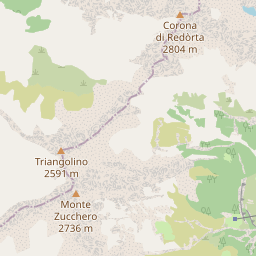 Corona
di Redòrta
2804 m
Triangolino
2591 m
Monte
Zucchero
2736 m